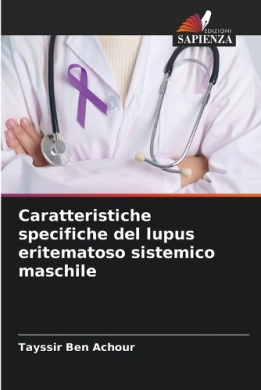 EDIZIONI
SAPIENZA
Caratteristiche
specifiche del lupus
eritematoso sistemico
maschile
Tayssir Ben Achour